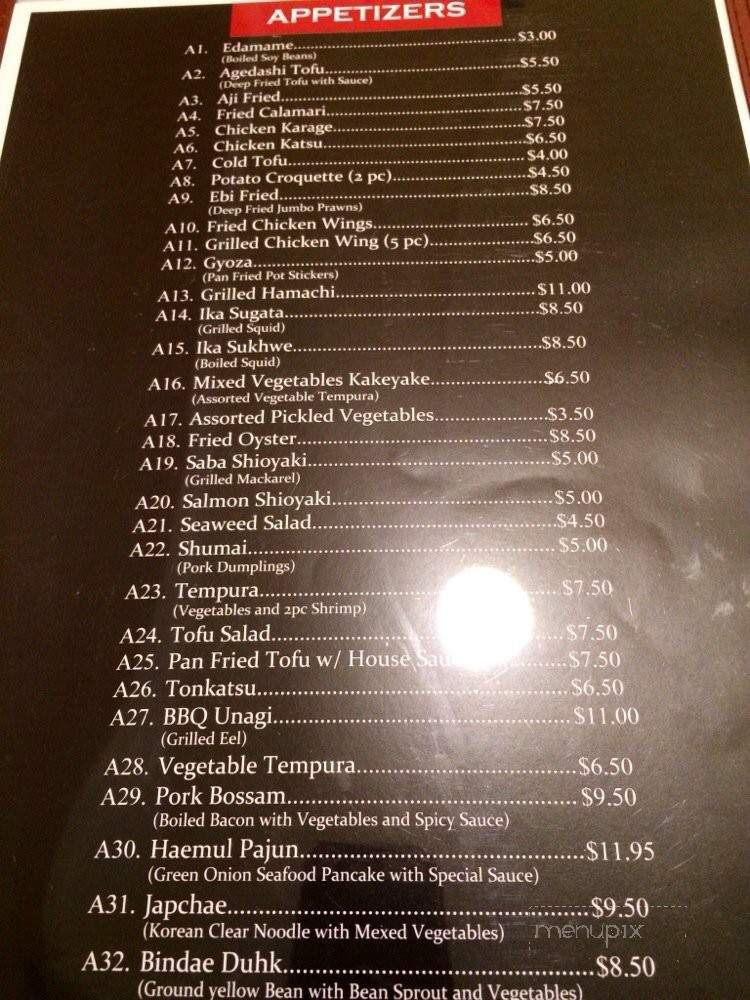 APPETIZERS
A1. Edamame........ $3.00
(Boiled Soy Beans)
A2. Agedashi Tofu........ $5.50
(Deep Fried Tofu with Sauce)
A3. Aji Fried........ $5.50
A4. Fried Calamari........ $7.50
A5. Chicken Karage........ $7.50
A6. Chicken Katsu........ $6.50
A7. Cold Tofu........ $4.00
A8. Potato Croquette (2 pc)........ $4.50
A9. Ebi Fried........ $8.50
(Deep Fried Jumbo Prawns)
A10. Fried Chicken Wings........ $6.50
A11. Grilled Chicken Wing (5 pc)........ $6.50
A12. Gyoza........ $5.00
(Pan Fried Pot Stickers)
A13. Grilled Hamachi........ $11.00
A14. Ika Sugata........ $8.50
(Grilled Squid)
A15. Ika Sukhwe........ $8.50
(Boiled Squid)
A16. Mixed Vegetables Kakeyake........ $6.50
(Assorted Vegetable Tempura)
A17. Assorted Pickled Vegetables........ $3.50
A18. Fried Oyster........ $8.50
A19. Saba Shioyaki........ $5.00
(Grilled Mackarel)
A20. Salmon Shioyaki........ $5.00
A21. Seaweed Salad........ $4.50
A22. Shumai........ $5.00
(Pork Dumplings)
A23. Tempura........ $7.50
(Vegetables and 2pc Shrimp)
A24. Tofu Salad........ $7.50
A25. Pan Fried Tofu w/ House Sau........ $7.50
A26. Tonkatsu........ $6.50
A27. BBQ Unagi........ $11.00
(Grilled Eel)
A28. Vegetable Tempura........ $6.50
A29. Pork Bossam........ $9.50
(Boiled Bacon with Vegetables and Spicy Sauce)
A30. Haemul Pajun........ $11.95
(Green Onion Seafood Pancake with Special Sauce)
A31. Japchae........ $9.50
(Korean Clear Noodle with Mexed Vegetables)
menupix
A32. Bindae Duhk........ $8.50
(Ground yellow Bean with Bean Sprout and Vegetables)